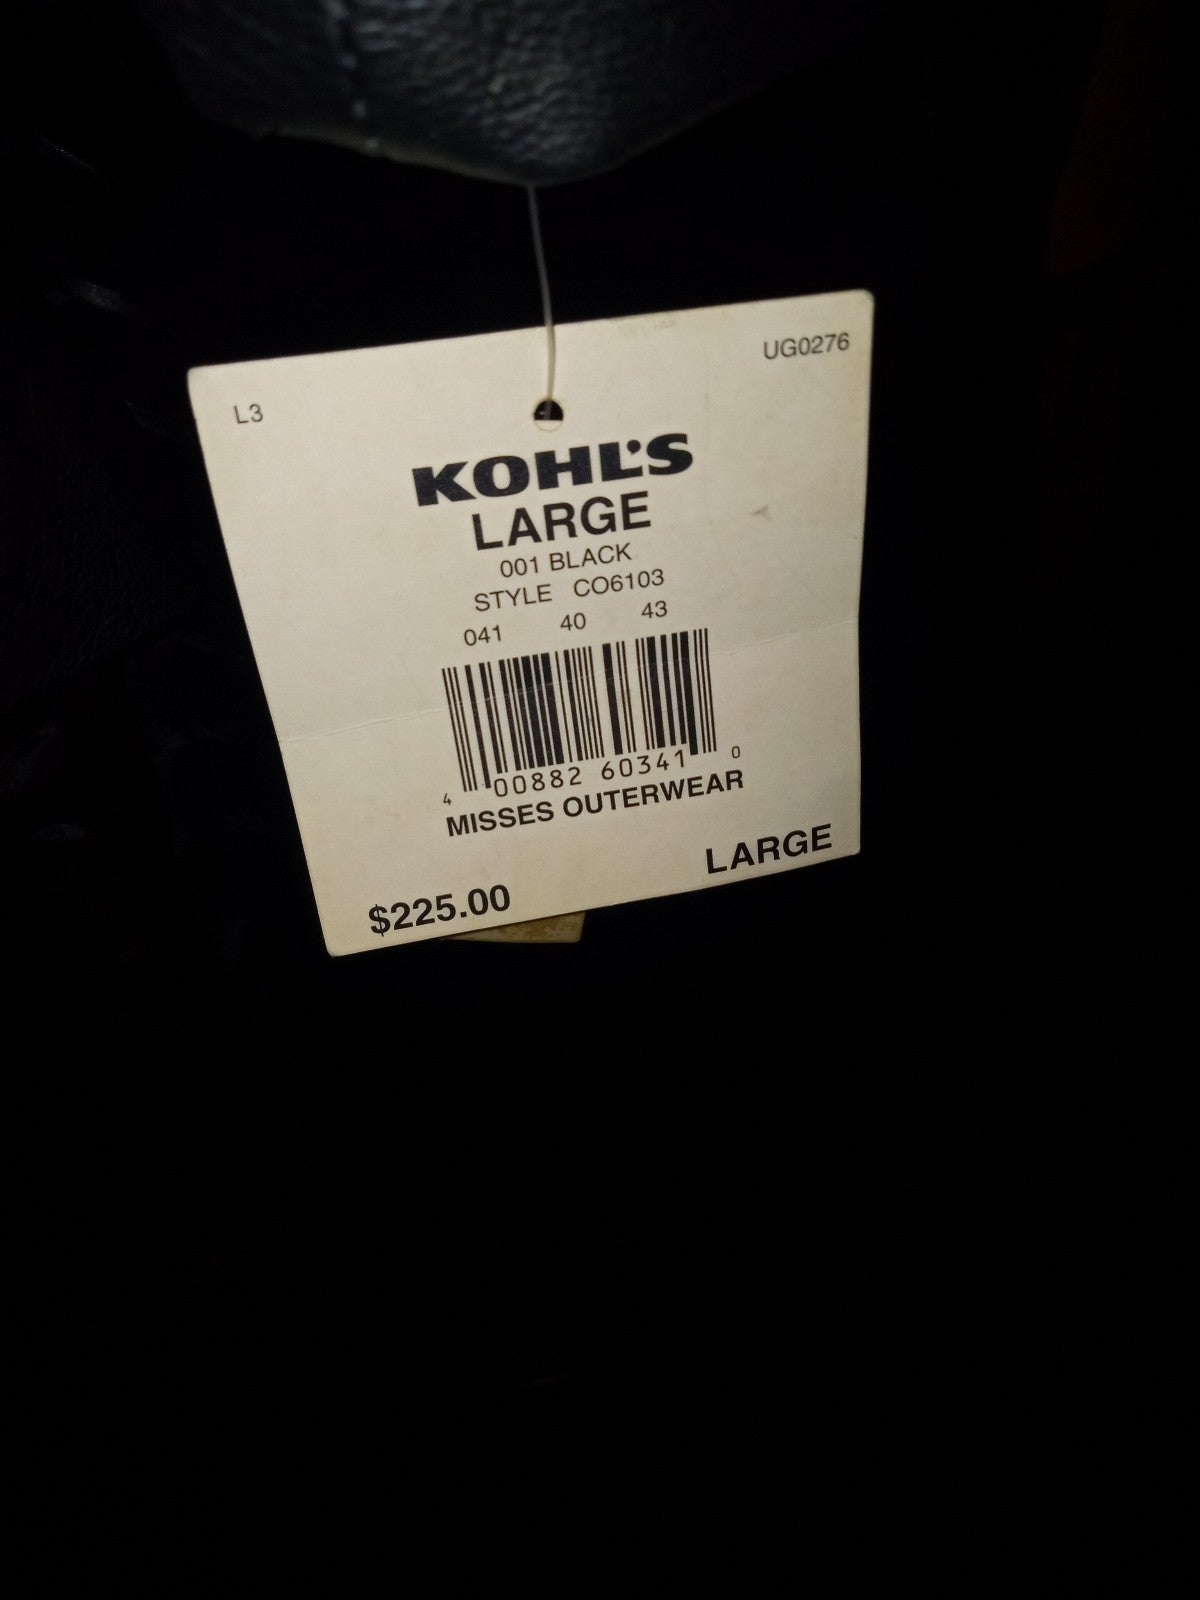 L3 UG0276
KOHL'S
LARGE
001 BLACK
STYLE CO6103
041 40 43
4 00882 60341 0
MISSES OUTERWEAR
LARGE
$225.00